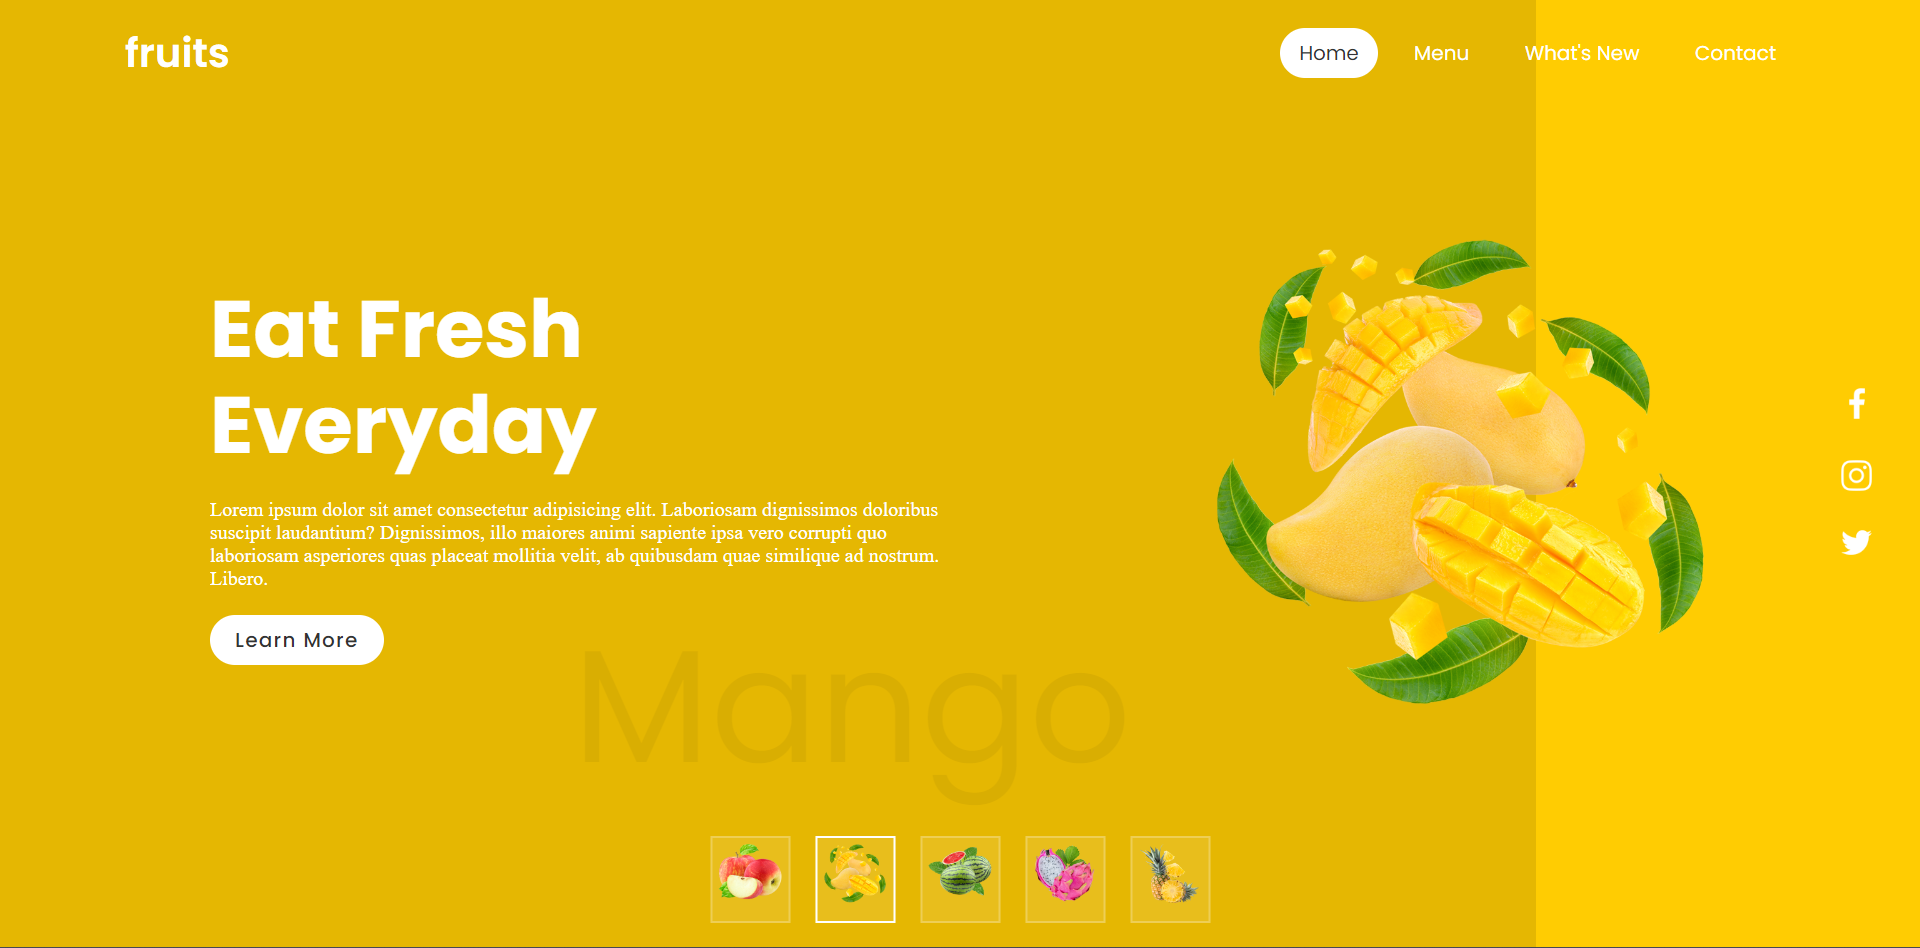 fruits
Home
Menu
What's New
Contact
Eat Fresh
Everyday
Lorem ipsum dolor sit amet consectetur adipisicing elit. Laboriosam dignissimos doloribus
suscipit laudantium? Dignissimos, illo maiores animi sapiente ipsa vero corrupti quo
laboriosam asperiores quas placeat mollitia velit, ab quibusdam quae similique ad nostrum.
Libero.
Learn More
Mango